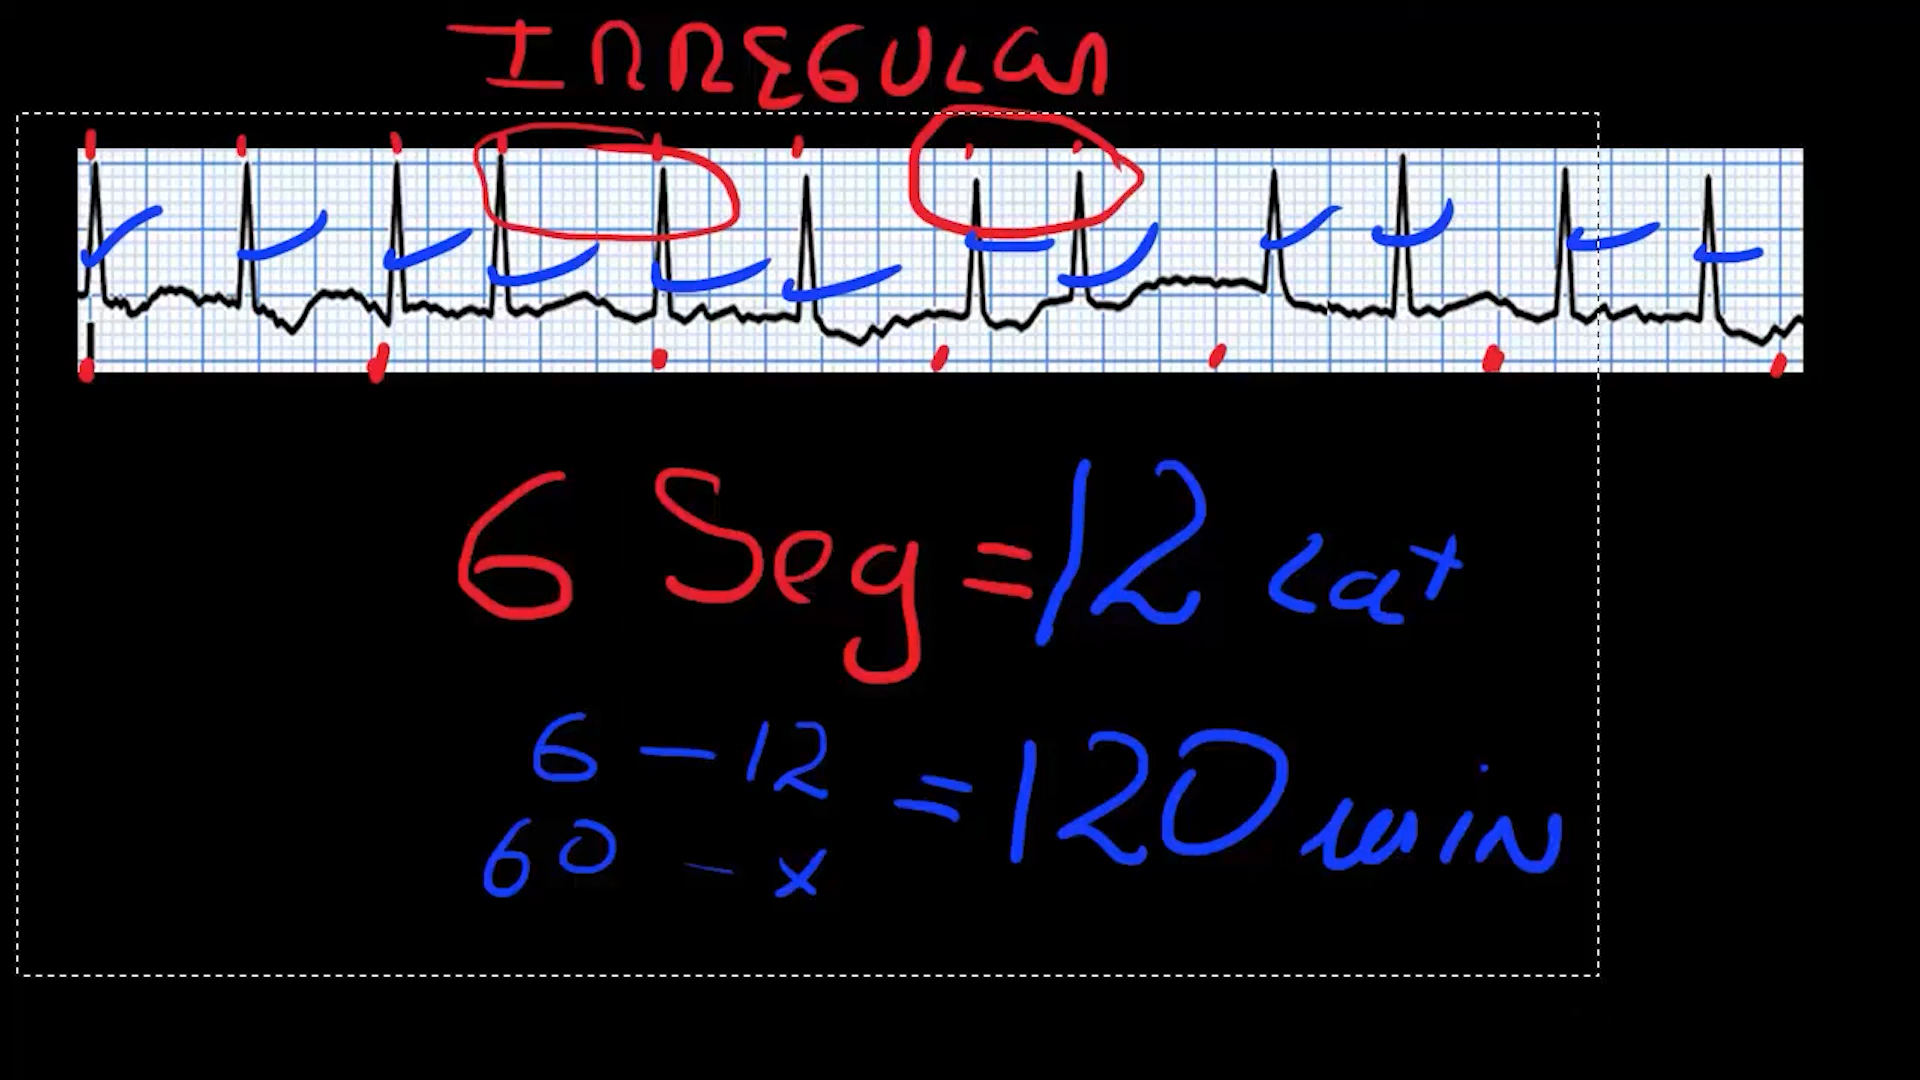 IRREGULAR
6 Seg = 12 Lat
6 - 12
= 120 min
60 - x